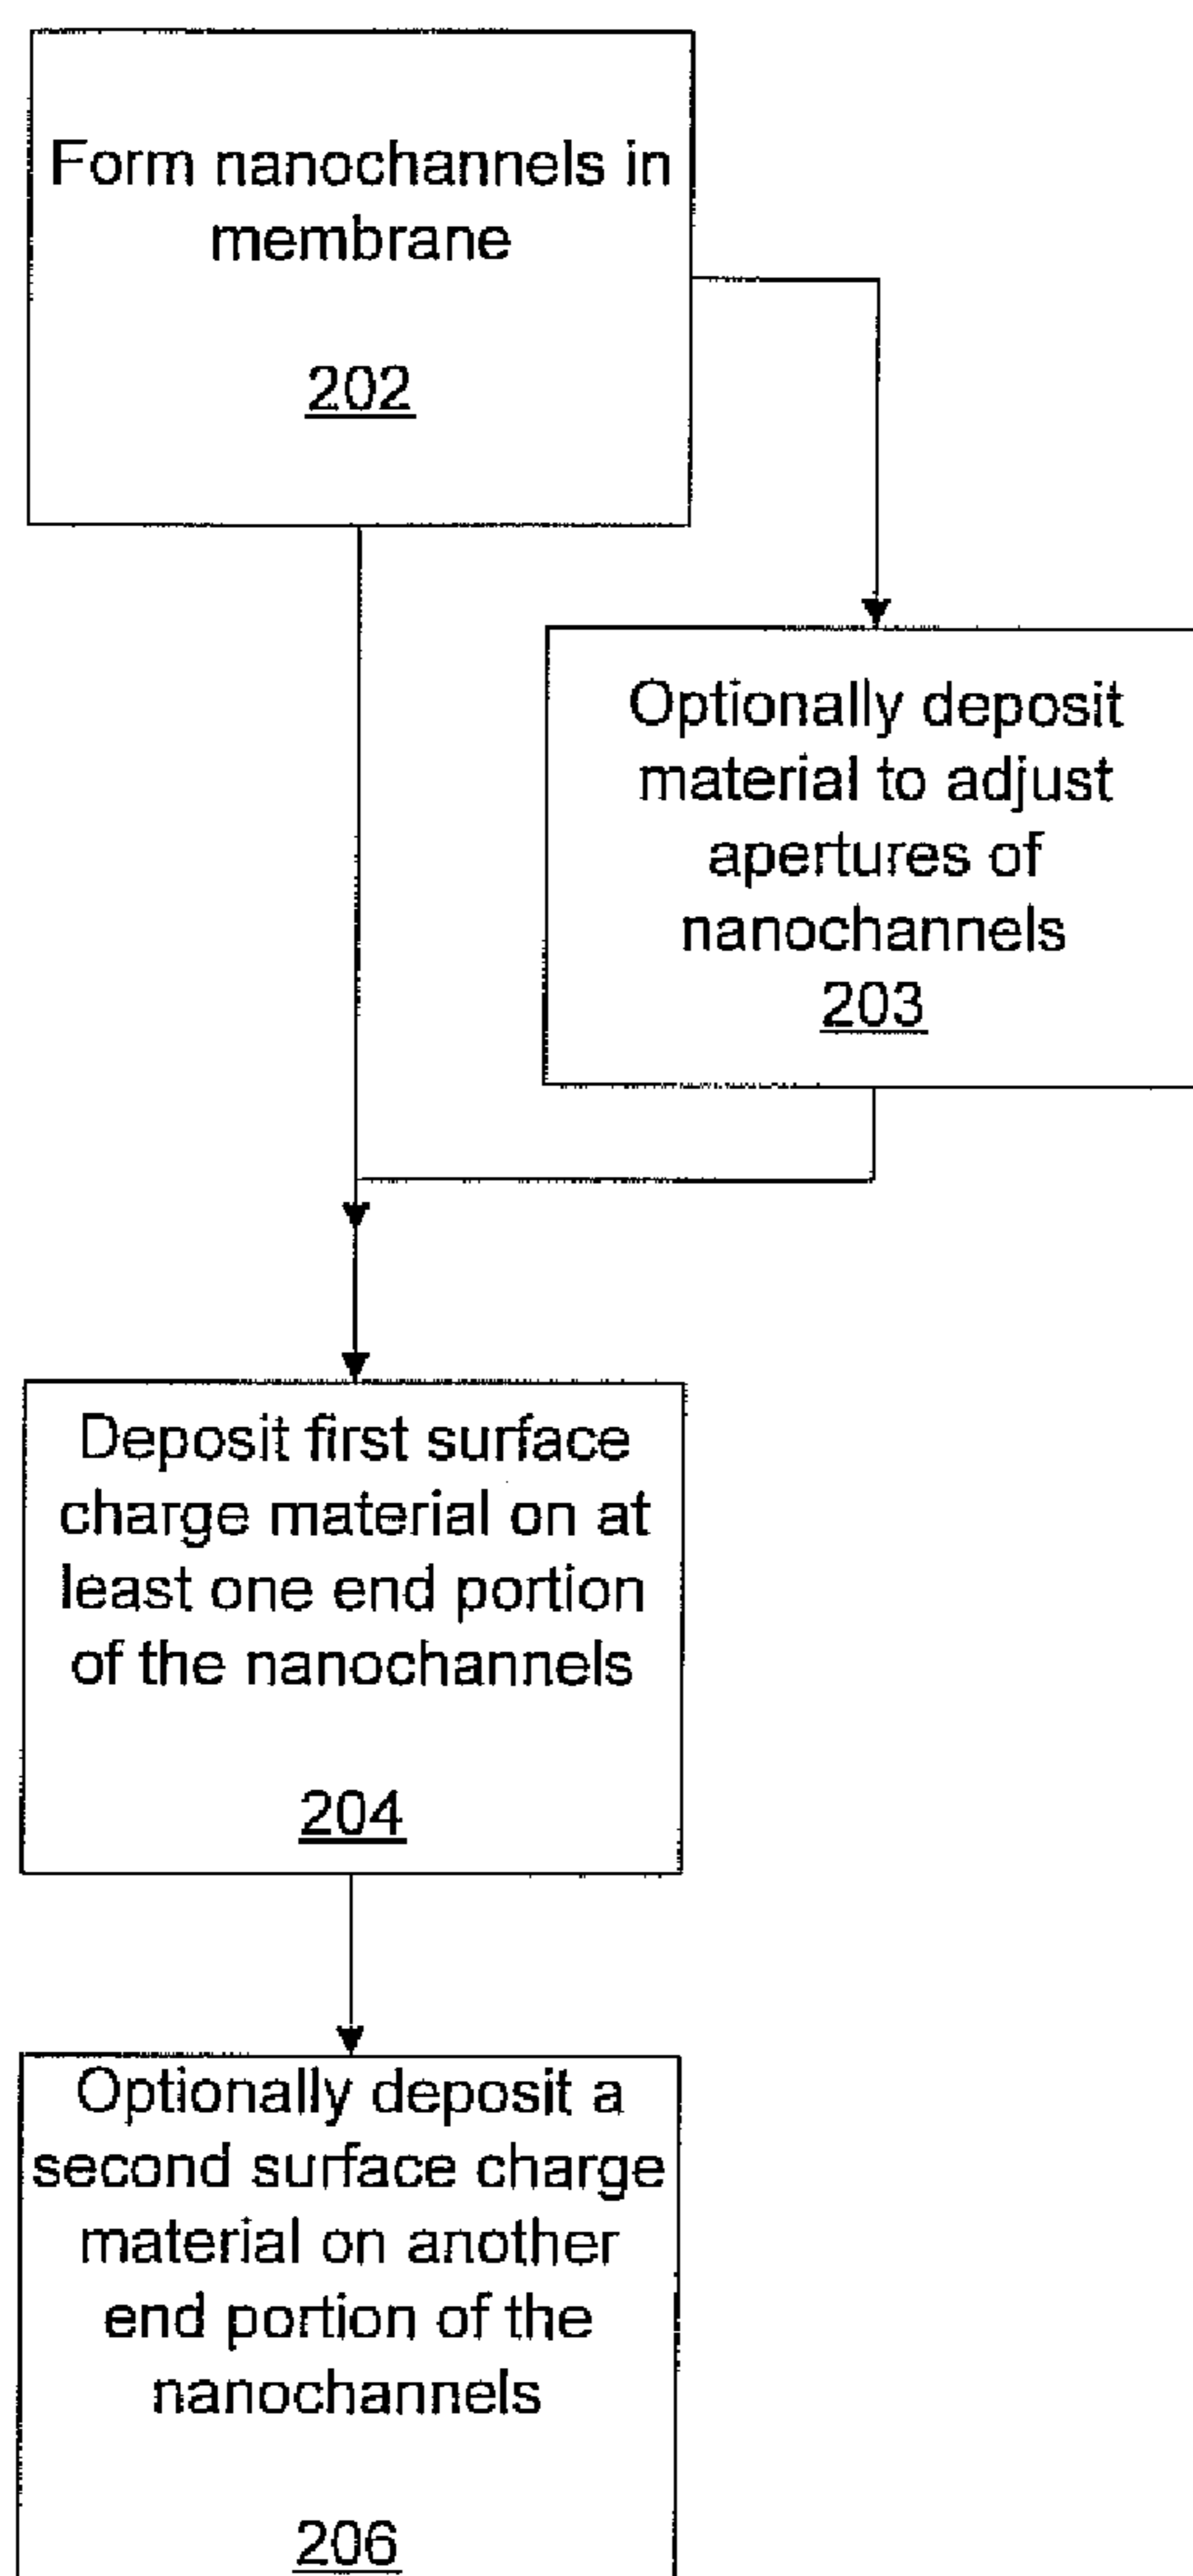 Form nanochannels in
membrane
202
Optionally deposit
material to adjust
apertures of
nanochannels
203
Deposit first surface
charge material on at
least one end portion
of the nanochannels
204
Optionally deposit a
second surface charge
material on another
end portion of the
nanochannels
206